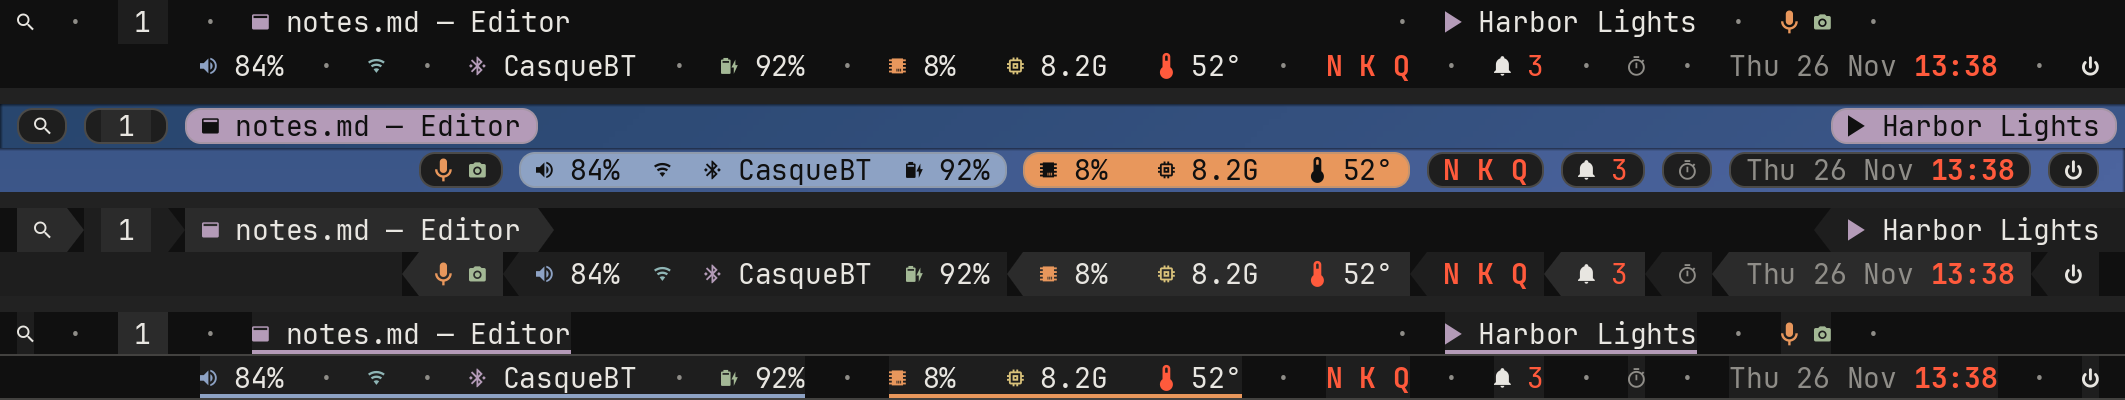 1 notes.md — Editor Harbor Lights
84% CasqueBT 92% 8% 8.2G 52° N K Q 3 Thu 26 Nov 13:38
1 notes.md — Editor Harbor Lights
84% CasqueBT 92% 8% 8.2G 52° N K Q 3 Thu 26 Nov 13:38
1 notes.md — Editor Harbor Lights
84% CasqueBT 92% 8% 8.2G 52° N K Q 3 Thu 26 Nov 13:38
1 notes.md — Editor Harbor Lights
84% CasqueBT 92% 8% 8.2G 52° N K Q 3 Thu 26 Nov 13:38